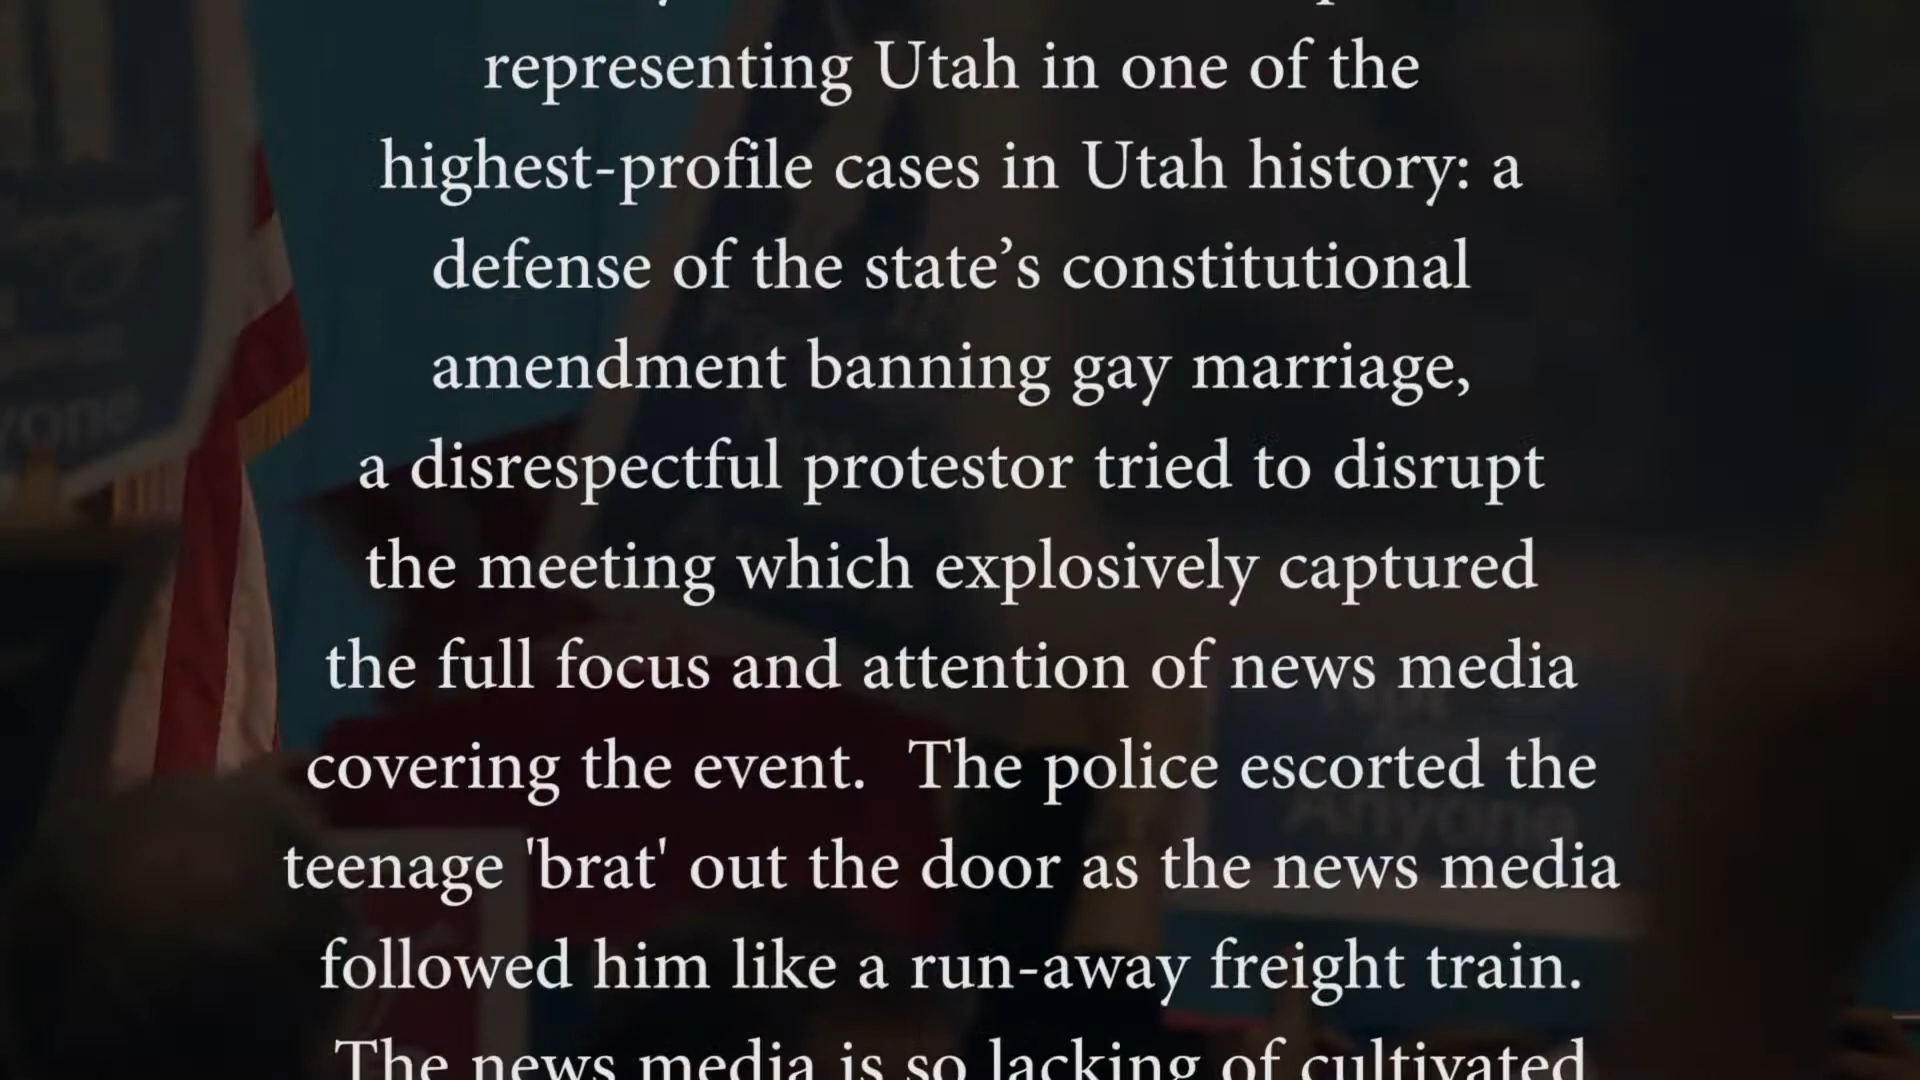 representing Utah in one of the
highest-profile cases in Utah history: a
defense of the state’s constitutional
amendment banning gay marriage,
a disrespectful protestor tried to disrupt
the meeting which explosively captured
the full focus and attention of news media
covering the event.  The police escorted the
teenage 'brat' out the door as the news media
followed him like a run-away freight train.
The news media is so lacking of cultivated
yone
Anyone